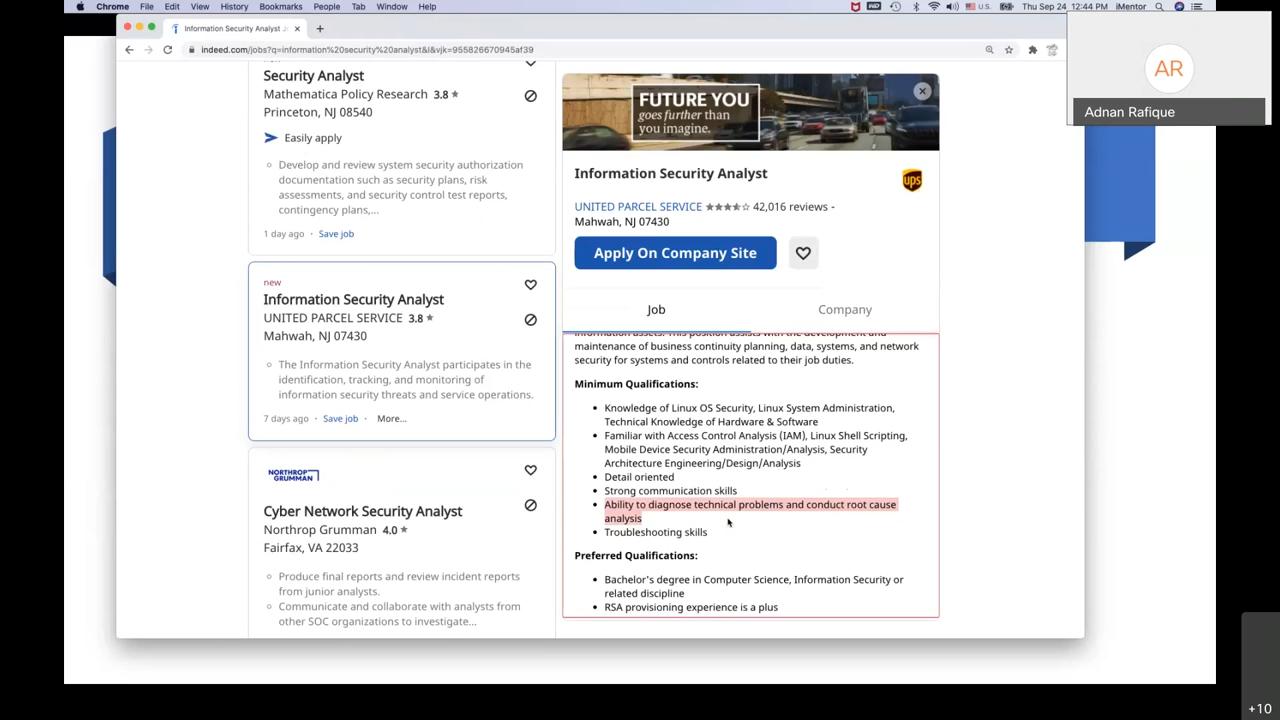 Chrome File Edit View History Bookmarks People Tab Window Help
U.S. Thu Sep 24 12:44 PM iMentor
Information Security Analyst
indeed.com/jobs?q=information%20security%20analyst&l&vjk=955826670945af39
AR
Adnan Rafique
Security Analyst
Mathematica Policy Research 3.8
Princeton, NJ 08540
Easily apply
Develop and review system security authorization
documentation such as security plans, risk
assessments, and security control test reports,
contingency plans,...
1 day ago · Save job
new
Information Security Analyst
UNITED PARCEL SERVICE 3.8
Mahwah, NJ 07430
The Information Security Analyst participates in the
identification, tracking, and monitoring of
information security threats and service operations.
7 days ago · Save job · More...
NORTHROP
GRUMMAN
Cyber Network Security Analyst
Northrop Grumman 4.0
Fairfax, VA 22033
Produce final reports and review incident reports
from junior analysts.
Communicate and collaborate with analysts from
other SOC organizations to investigate...
FUTURE YOU
goes further than
you imagine.
Information Security Analyst
ups
UNITED PARCEL SERVICE 42,016 reviews -
Mahwah, NJ 07430
Apply On Company Site
Job Company
information assets. This position assists with the development and
maintenance of business continuity planning, data, systems, and network
security for systems and controls related to their job duties.
Minimum Qualifications:
Knowledge of Linux OS Security, Linux System Administration,
Technical Knowledge of Hardware & Software
Familiar with Access Control Analysis (IAM), Linux Shell Scripting,
Mobile Device Security Administration/Analysis, Security
Architecture Engineering/Design/Analysis
Detail oriented
Strong communication skills
Ability to diagnose technical problems and conduct root cause
analysis
Troubleshooting skills
Preferred Qualifications:
Bachelor's degree in Computer Science, Information Security or
related discipline
RSA provisioning experience is a plus
+10